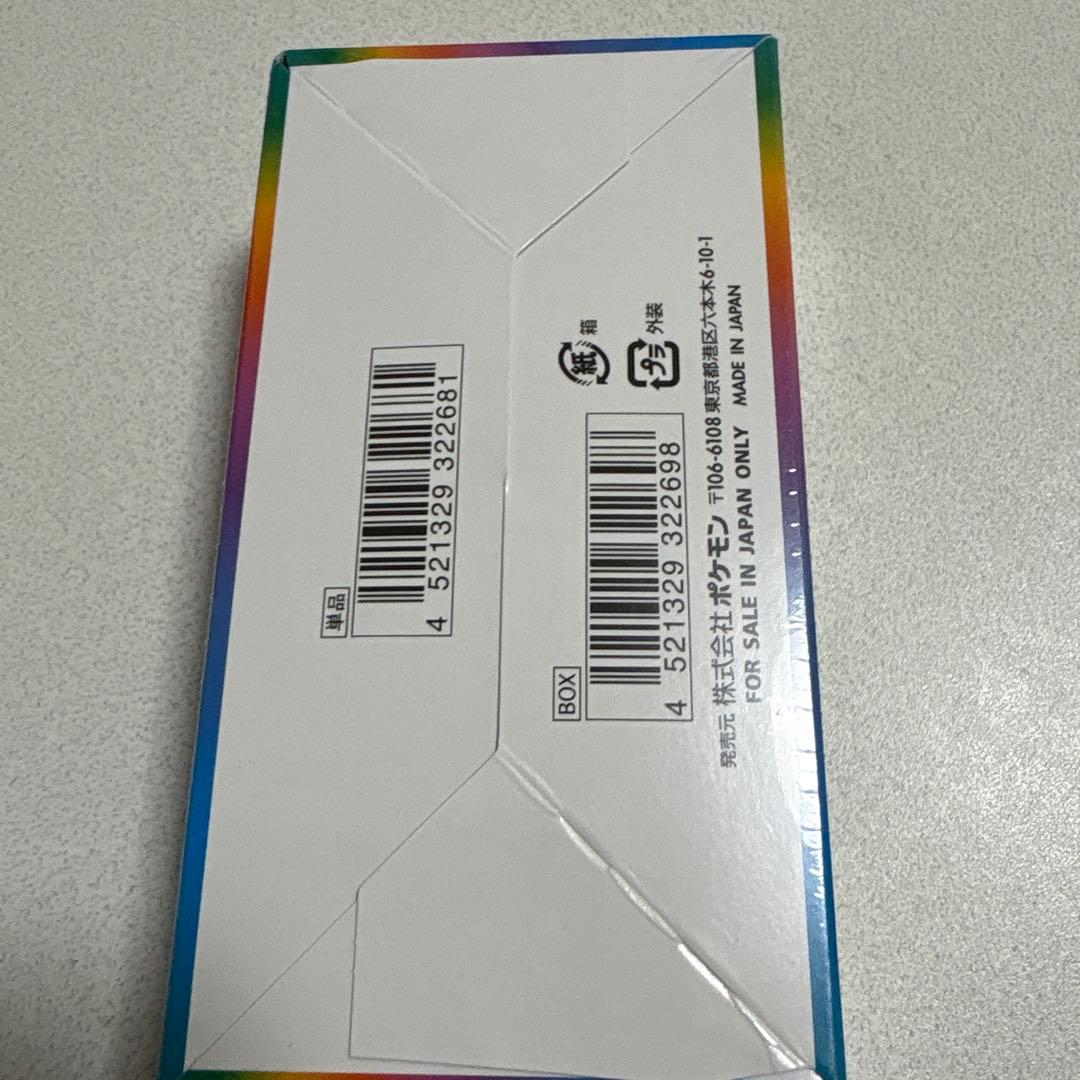 単品
4 521329 322681
BOX
4 521329 322698
紙 箱
プラ 外装
発売元 株式会社ポケモン 〒106-6108 東京都港区六本木6-10-1
FOR SALE IN JAPAN ONLY MADE IN JAPAN